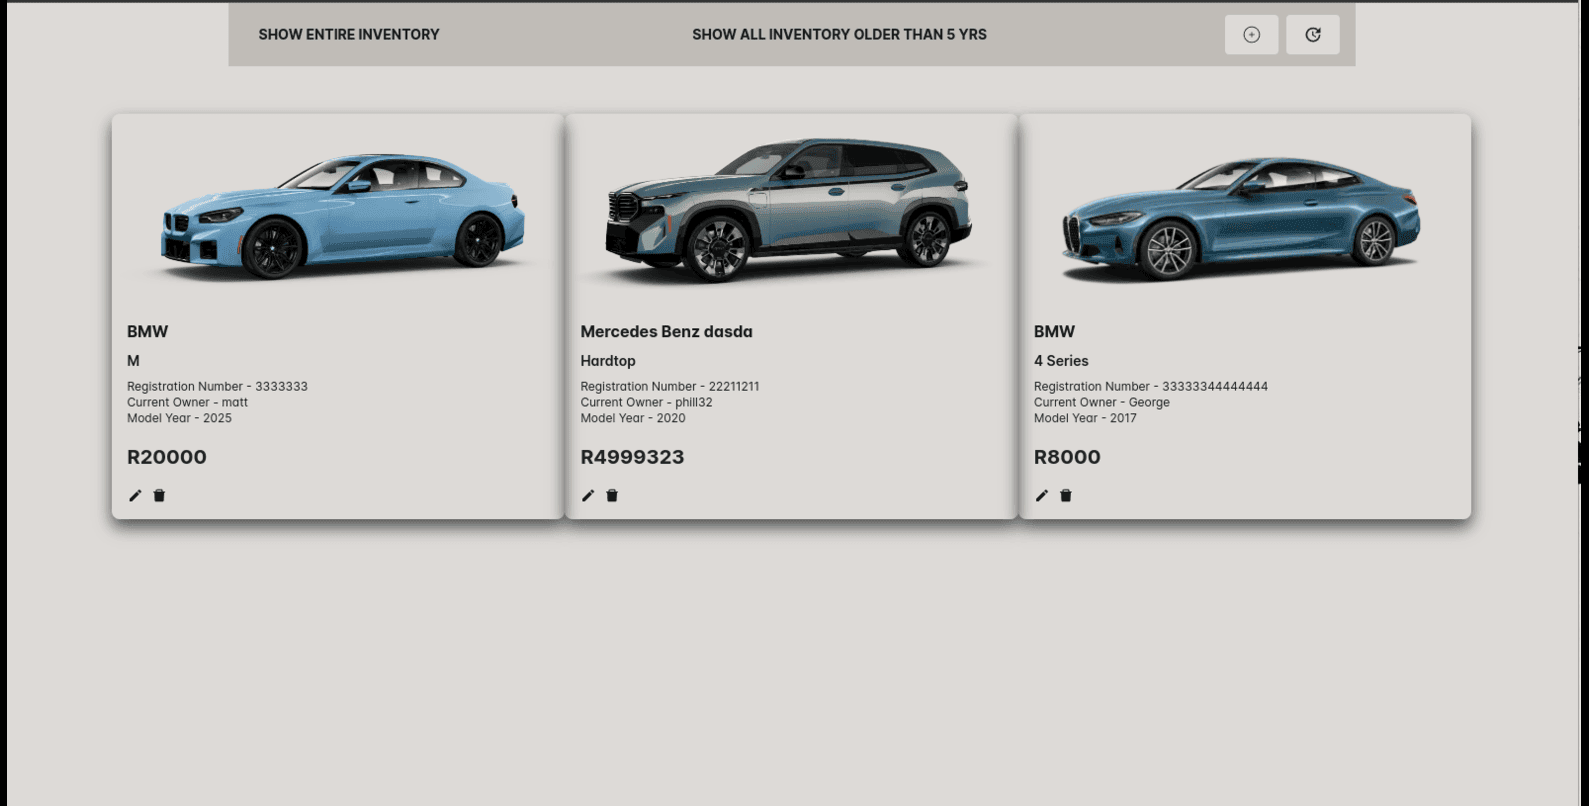 SHOW ENTIRE INVENTORY
SHOW ALL INVENTORY OLDER THAN 5 YRS
BMW
M
Registration Number - 3333333
Current Owner - matt
Model Year - 2025
R20000
Mercedes Benz dasda
Hardtop
Registration Number - 22211211
Current Owner - phill32
Model Year - 2020
R4999323
BMW
4 Series
Registration Number - 33333344444444
Current Owner - George
Model Year - 2017
R8000